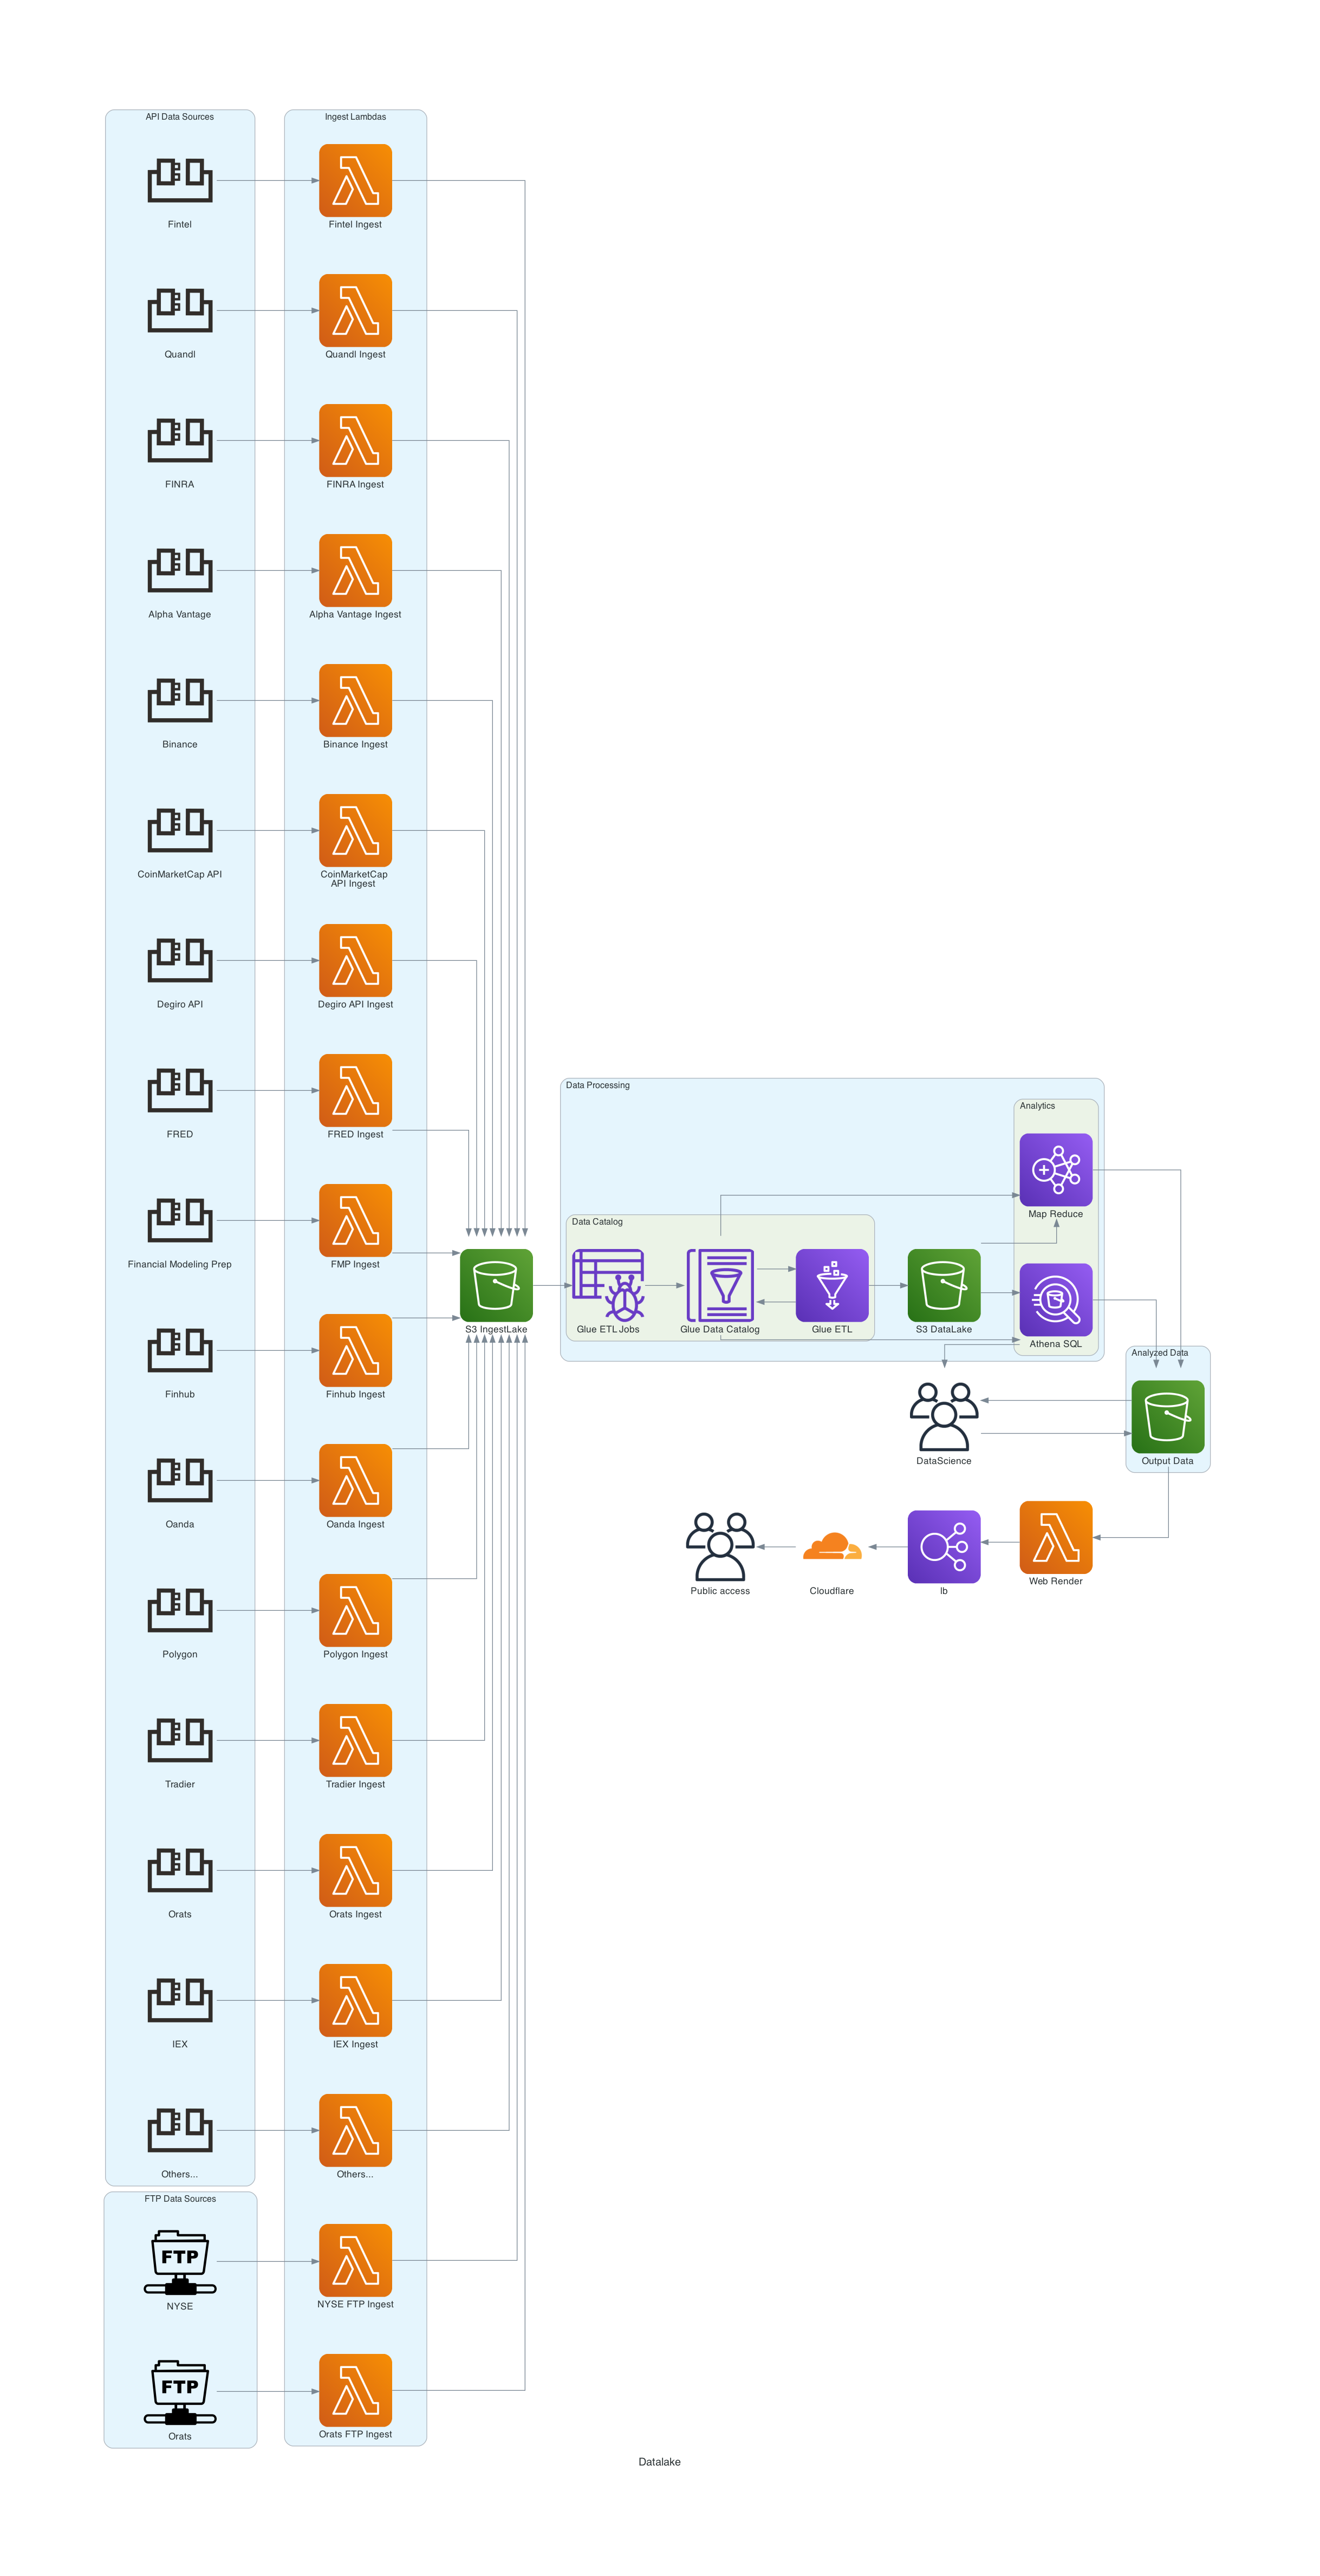 API Data Sources
Ingest Lambdas
Fintel
Fintel Ingest
Quandl
Quandl Ingest
FINRA
FINRA Ingest
Alpha Vantage
Alpha Vantage Ingest
Binance
Binance Ingest
CoinMarketCap API
CoinMarketCap
API Ingest
Degiro API
Degiro API Ingest
FRED
FRED Ingest
Financial Modeling Prep
FMP Ingest
Finhub
Finhub Ingest
Oanda
Oanda Ingest
Polygon
Polygon Ingest
Tradier
Tradier Ingest
Orats
Orats Ingest
IEX
IEX Ingest
Others...
Others...
FTP Data Sources
FTP
NYSE
NYSE FTP Ingest
FTP
Orats
Orats FTP Ingest
S3 IngestLake
Data Processing
Analytics
Map Reduce
Data Catalog
Glue ETL Jobs
Glue Data Catalog
Glue ETL
S3 DataLake
Athena SQL
Analyzed Data
DataScience
Output Data
Public access
Cloudflare
lb
Web Render
Datalake